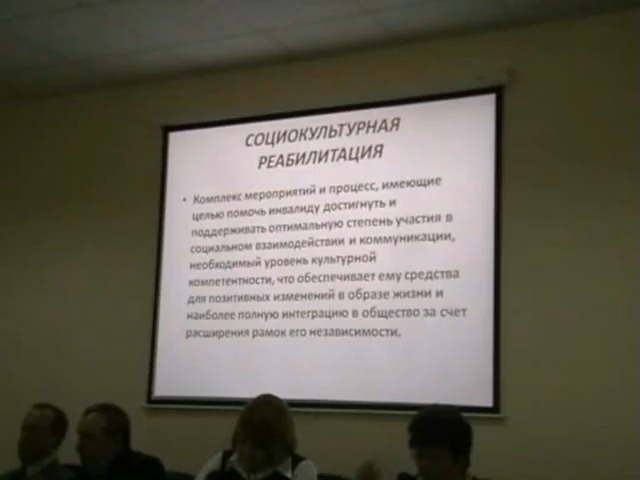 СОЦИОКУЛЬТУРНАЯ
РЕАБИЛИТАЦИЯ
• Комплекс мероприятий и процесс, имеющие
целью помочь инвалиду достигнуть и
поддерживать оптимальную степень участия в
социальном взаимодействии и коммуникации,
необходимый уровень культурной
компетентности, что обеспечивает ему средства
для позитивных изменений в образе жизни и
наиболее полную интеграцию в общество за счет
расширения рамок его независимости.